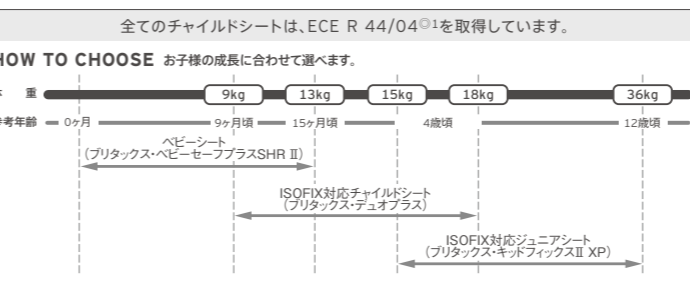 全てのチャイルドシートは、ECE R 44/04◎1を取得しています。
HOW TO CHOOSE お子様の成長に合わせて選べます。
重 9kg 13kg 15kg 18kg 36kg
参考年齢 0ヶ月 9ヶ月頃 15ヶ月頃 4歳頃 12歳頃
ベビーシート
(ブリタックス・ベビーセーフプラスSHR II)
ISOFIX対応チャイルドシート
(ブリタックス・デュオプラス)
ISOFIX対応ジュニアシート
(ブリタックス・キッドフィックスII XP)